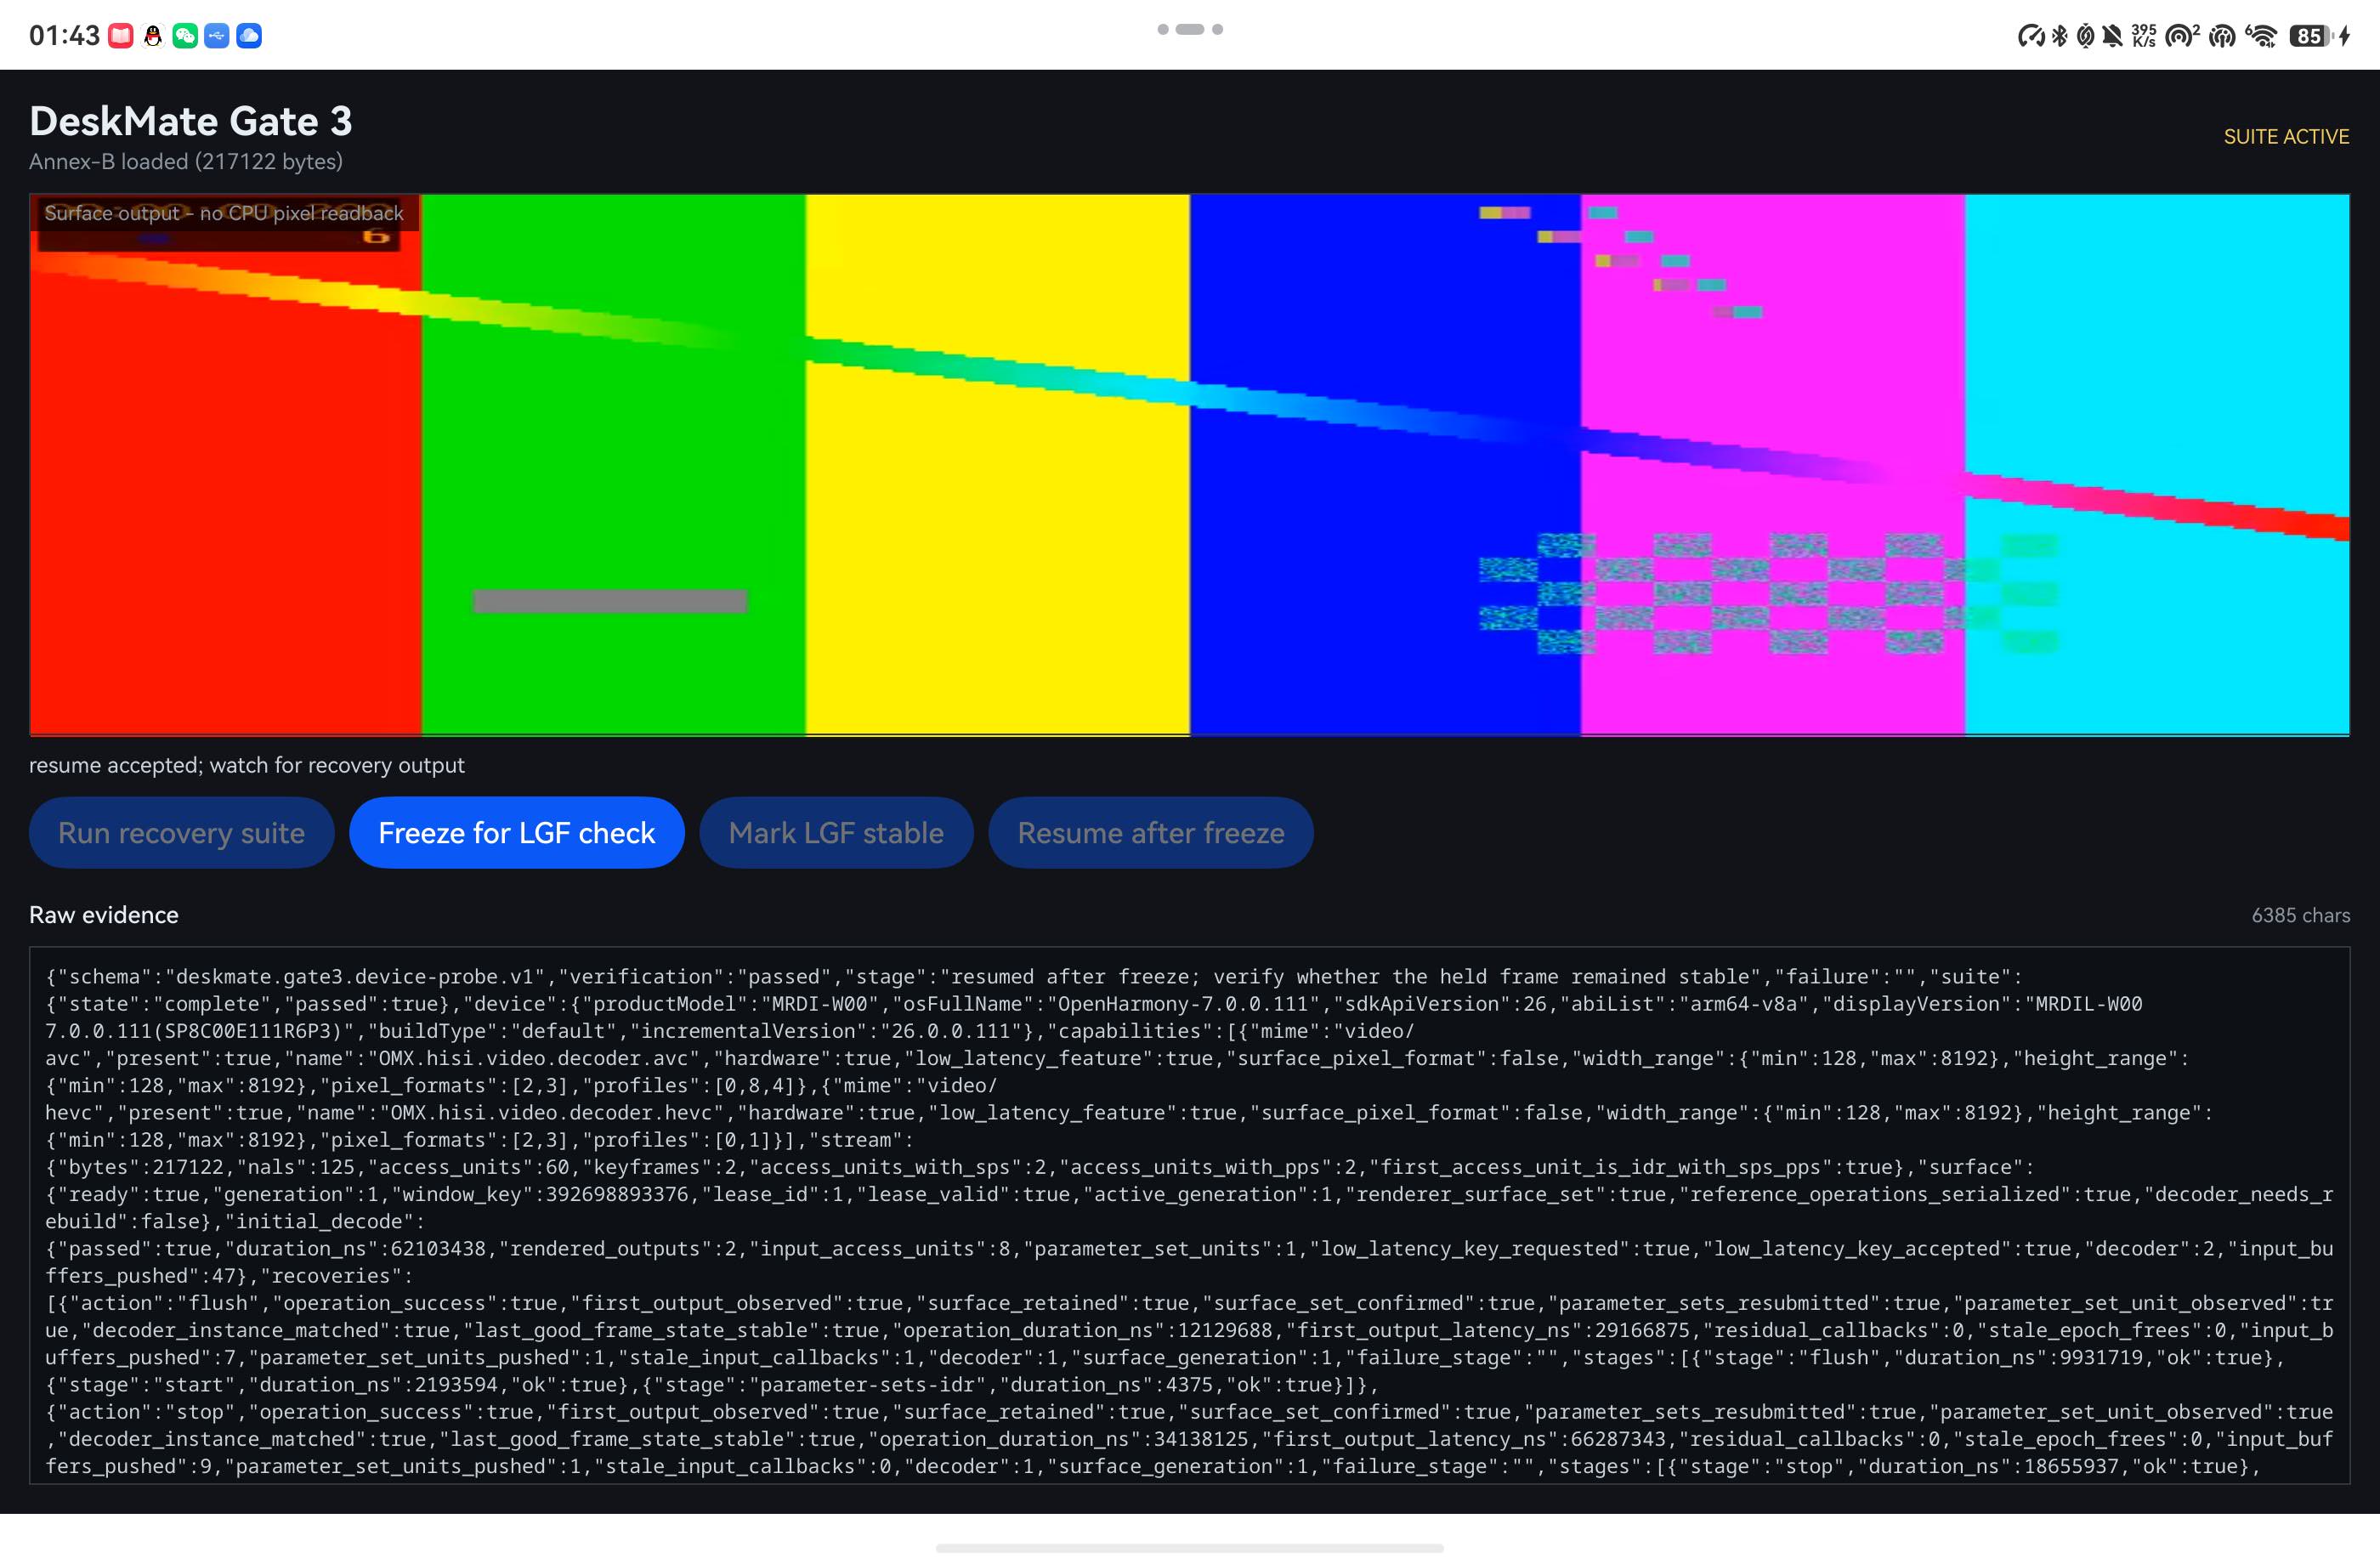 01:43
395
K/s
2
6
85
DeskMate Gate 3
Annex-B loaded (217122 bytes)
SUITE ACTIVE
Surface output - no CPU pixel readback
6
resume accepted; watch for recovery output
Run recovery suite
Freeze for LGF check
Mark LGF stable
Resume after freeze
Raw evidence
6385 chars
{"schema":"deskmate.gate3.device-probe.v1","verification":"passed","stage":"resumed after freeze; verify whether the held frame remained stable","failure":"","suite":
{"state":"complete","passed":true},"device":{"productModel":"MRDI-W00","osFullName":"OpenHarmony-7.0.0.111","sdkApiVersion":26,"abiList":"arm64-v8a","displayVersion":"MRDIL-W00
7.0.0.111(SP8C00E111R6P3)","buildType":"default","incrementalVersion":"26.0.0.111"},"capabilities":[{"mime":"video/
avc","present":true,"name":"OMX.hisi.video.decoder.avc","hardware":true,"low_latency_feature":true,"surface_pixel_format":false,"width_range":{"min":128,"max":8192},"height_range":
{"min":128,"max":8192},"pixel_formats":[2,3],"profiles":[0,8,4]},{"mime":"video/
hevc","present":true,"name":"OMX.hisi.video.decoder.hevc","hardware":true,"low_latency_feature":true,"surface_pixel_format":false,"width_range":{"min":128,"max":8192},"height_range":
{"min":128,"max":8192},"pixel_formats":[2,3],"profiles":[0,1]}],"stream":
{"bytes":217122,"nals":125,"access_units":60,"keyframes":2,"access_units_with_sps":2,"access_units_with_pps":2,"first_access_unit_is_idr_with_sps_pps":true},"surface":
{"ready":true,"generation":1,"window_key":392698893376,"lease_id":1,"lease_valid":true,"active_generation":1,"renderer_surface_set":true,"reference_operations_serialized":true,"decoder_needs_r
ebuild":false},"initial_decode":
{"passed":true,"duration_ns":62103438,"rendered_outputs":2,"input_access_units":8,"parameter_set_units":1,"low_latency_key_requested":true,"low_latency_key_accepted":true,"decoder":2,"input_bu
ffers_pushed":47},"recoveries":
[{"action":"flush","operation_success":true,"first_output_observed":true,"surface_retained":true,"surface_set_confirmed":true,"parameter_sets_resubmitted":true,"parameter_set_unit_observed":tr
ue,"decoder_instance_matched":true,"last_good_frame_state_stable":true,"operation_duration_ns":12129688,"first_output_latency_ns":29166875,"residual_callbacks":0,"stale_epoch_frees":0,"input_b
uffers_pushed":7,"parameter_set_units_pushed":1,"stale_input_callbacks":1,"decoder":1,"surface_generation":1,"failure_stage":"","stages":[{"stage":"flush","duration_ns":9931719,"ok":true},
{"stage":"start","duration_ns":2193594,"ok":true},{"stage":"parameter-sets-idr","duration_ns":4375,"ok":true}]},
{"action":"stop","operation_success":true,"first_output_observed":true,"surface_retained":true,"surface_set_confirmed":true,"parameter_sets_resubmitted":true,"parameter_set_unit_observed":true
,"decoder_instance_matched":true,"last_good_frame_state_stable":true,"operation_duration_ns":34138125,"first_output_latency_ns":66287343,"residual_callbacks":0,"stale_epoch_frees":0,"input_buf
fers_pushed":9,"parameter_set_units_pushed":1,"stale_input_callbacks":0,"decoder":1,"surface_generation":1,"failure_stage":"","stages":[{"stage":"stop","duration_ns":18655937,"ok":true},